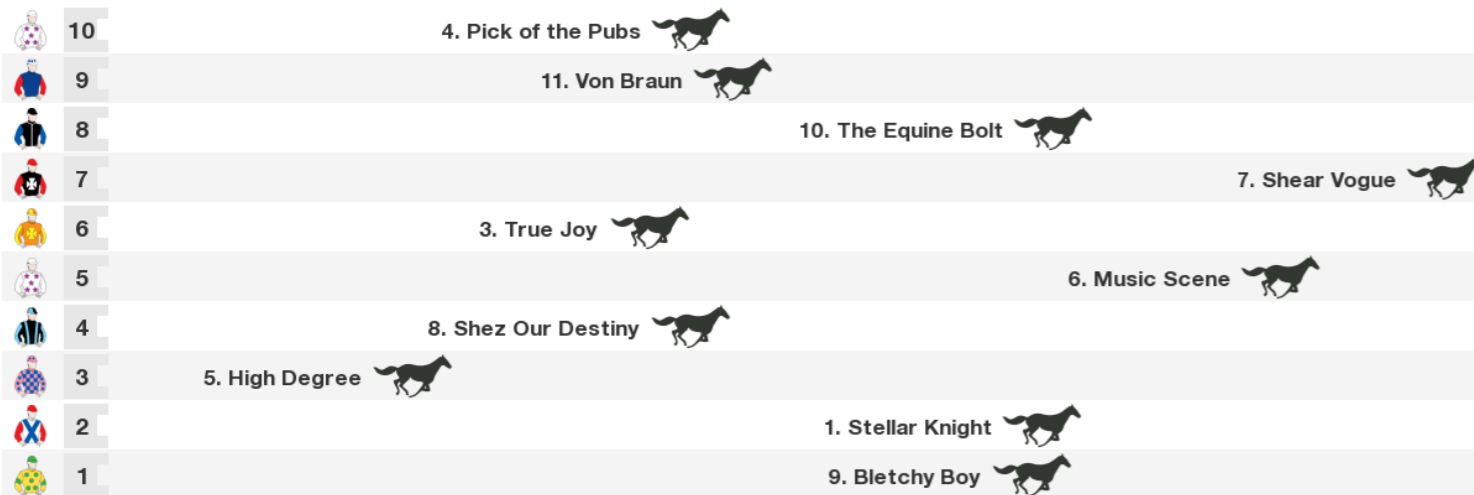 10 4. Pick of the Pubs
9 11. Von Braun
8 10. The Equine Bolt
7 7. Shear Vogue
6 3. True Joy
5 6. Music Scene
4 8. Shez Our Destiny
3 5. High Degree
2 1. Stellar Knight
1 9. Bletchy Boy